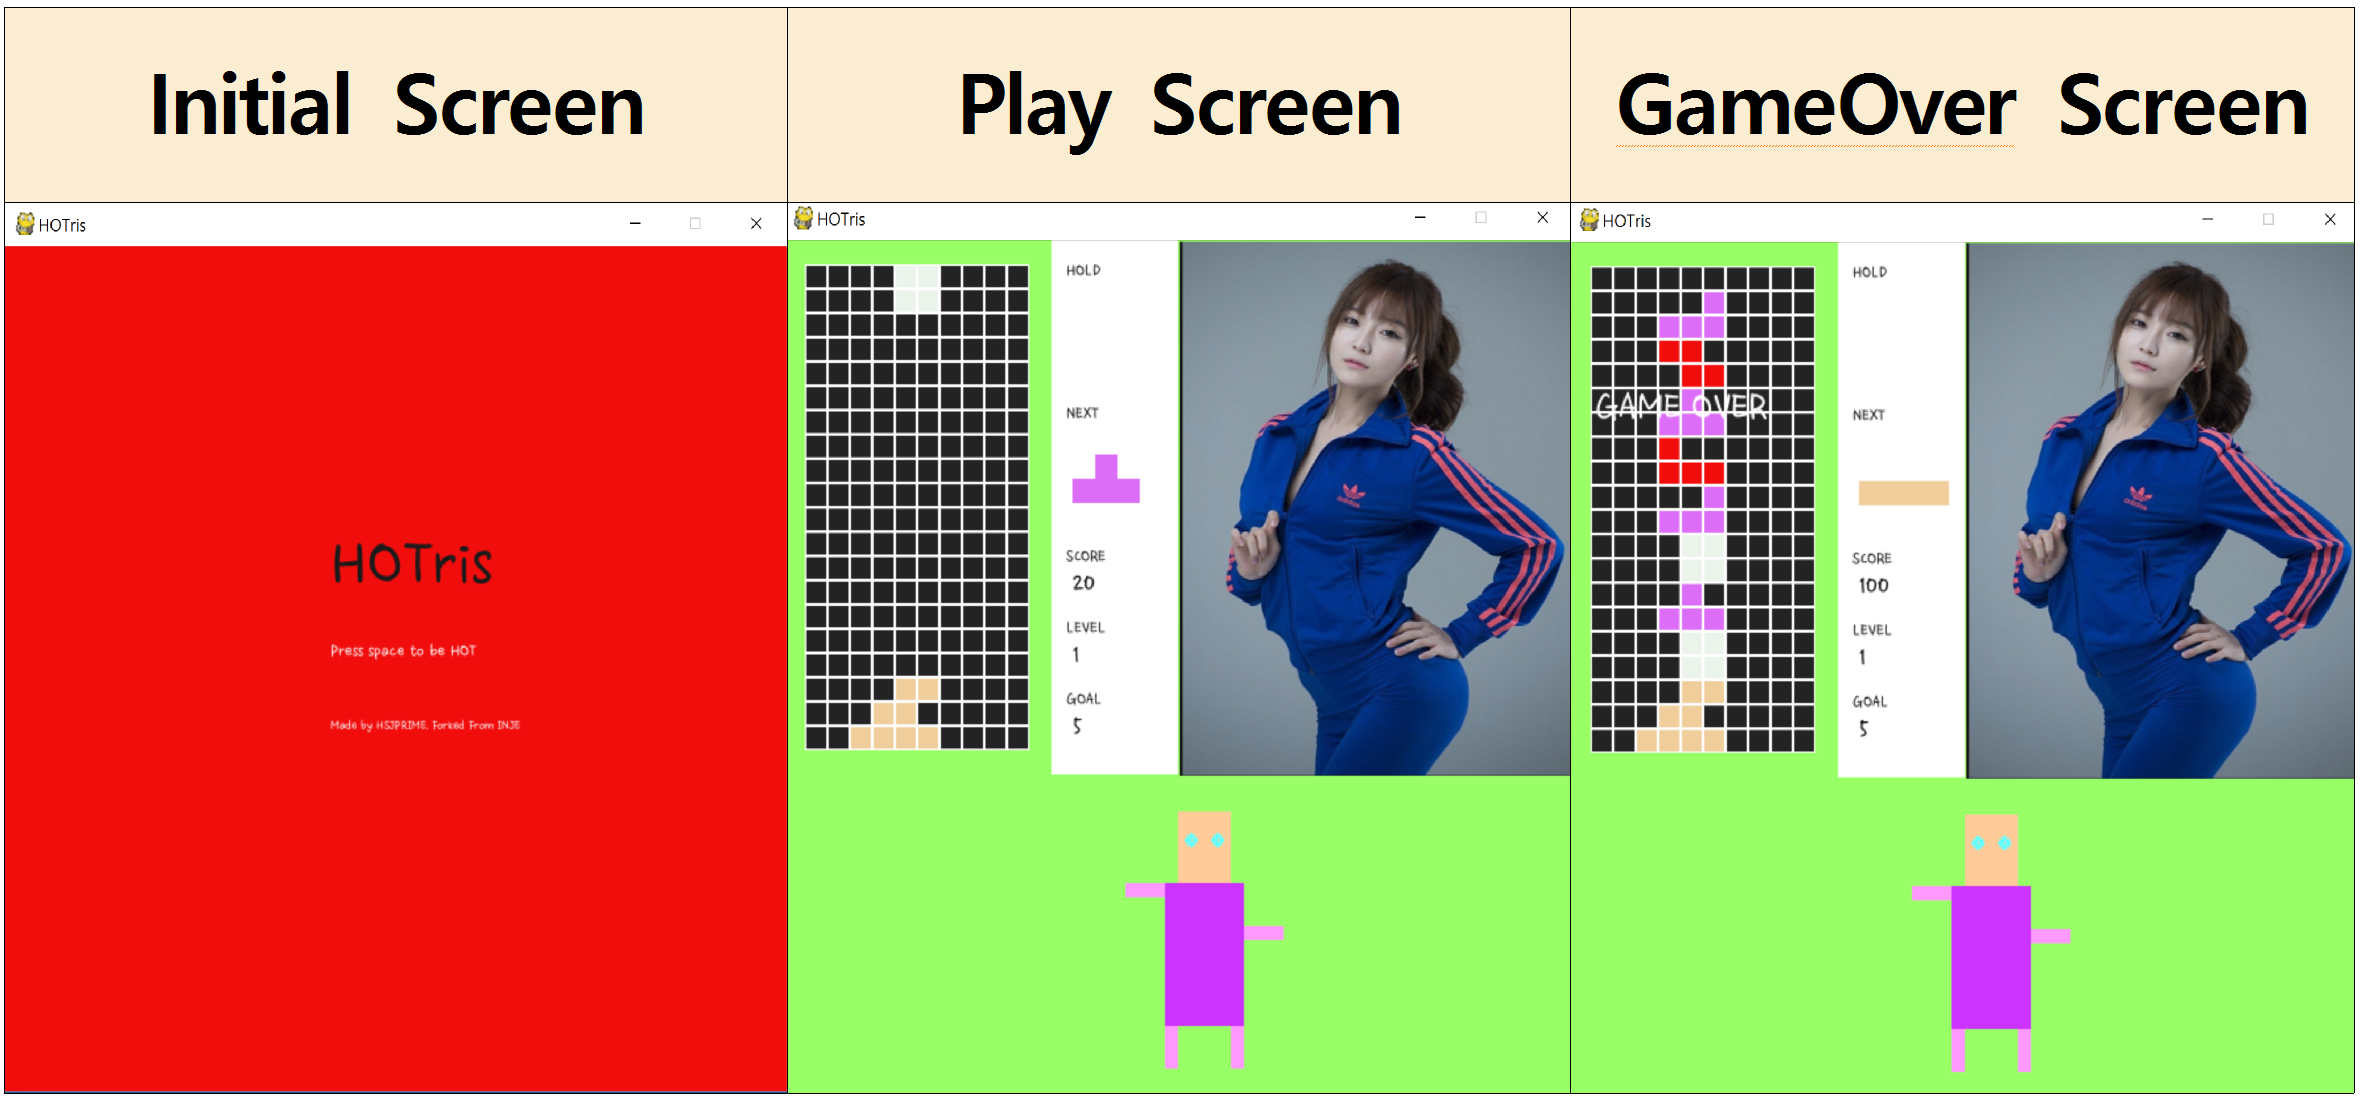 Initial Screen
Play Screen
GameOver Screen
HOTris
HOTris
Press space to be HOT
Made by HSJPRIME. Forked From INJE
HOTris
HOLD
NEXT
SCORE
20
LEVEL
1
GOAL
5
adidas
HOTris
GAME OVER
HOLD
NEXT
SCORE
100
LEVEL
1
GOAL
5
adidas